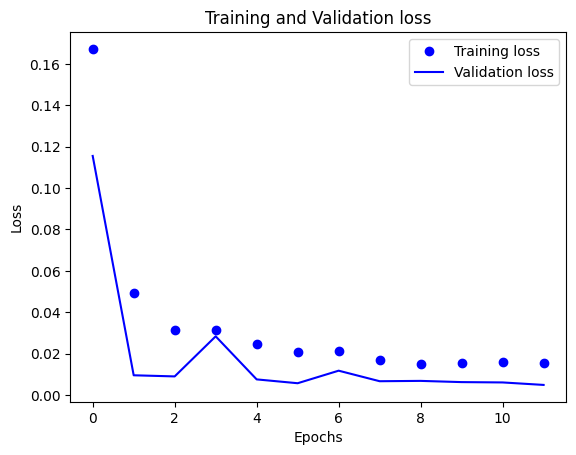 Training and Validation loss
Training loss
Validation loss
0.16
0.14
0.12
0.10
0.08
0.06
0.04
0.02
0.00
Loss
0 2 4 6 8 10
Epochs